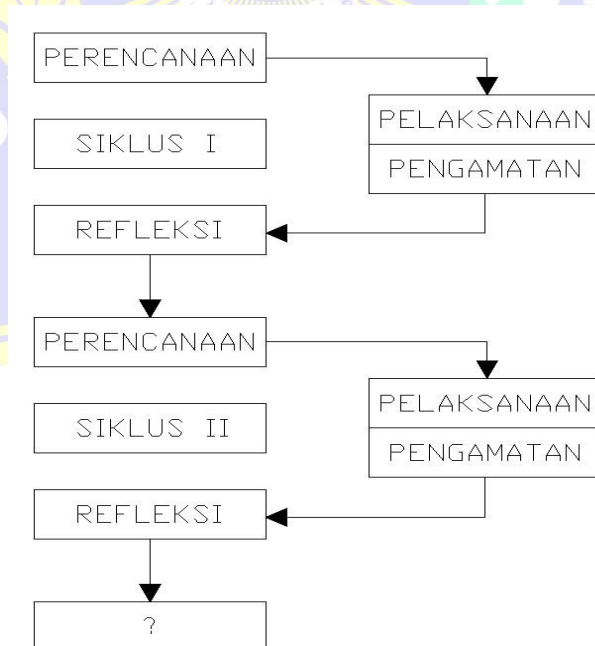 PERENCANAAN
PELAKSANAAN
SIKLUS I
PENGAMATAN
REFLEKSI
PERENCANAAN
PELAKSANAAN
SIKLUS II
PENGAMATAN
REFLEKSI
?